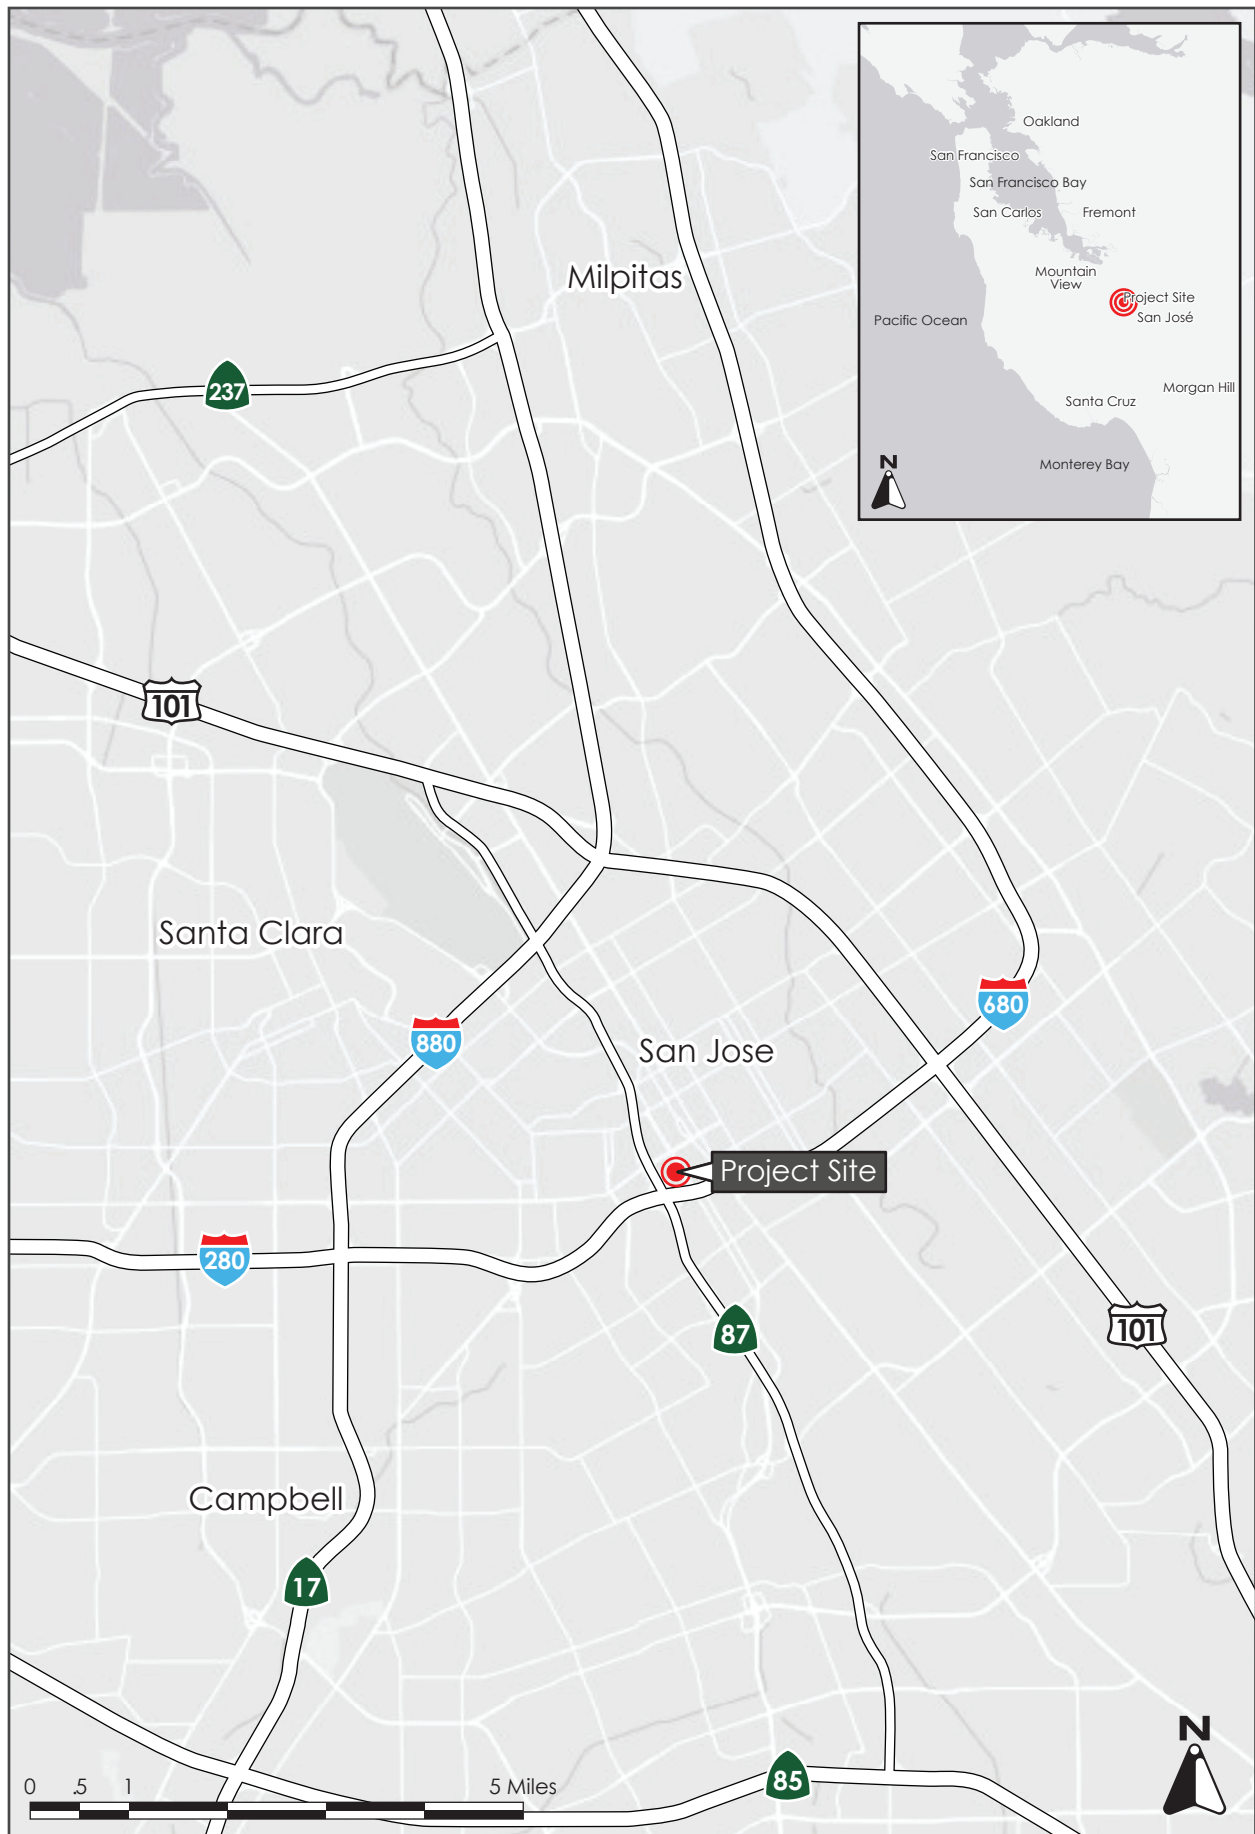 Oakland
San Francisco
San Francisco Bay
San Carlos
Fremont
Mountain
View
Project Site
San José
Pacific Ocean
Morgan Hill
Santa Cruz
Monterey Bay
N
Milpitas
237
101
Santa Clara
680
880
San Jose
Project Site
280
87
101
Campbell
17
N
85
0 .5 1 5 Miles